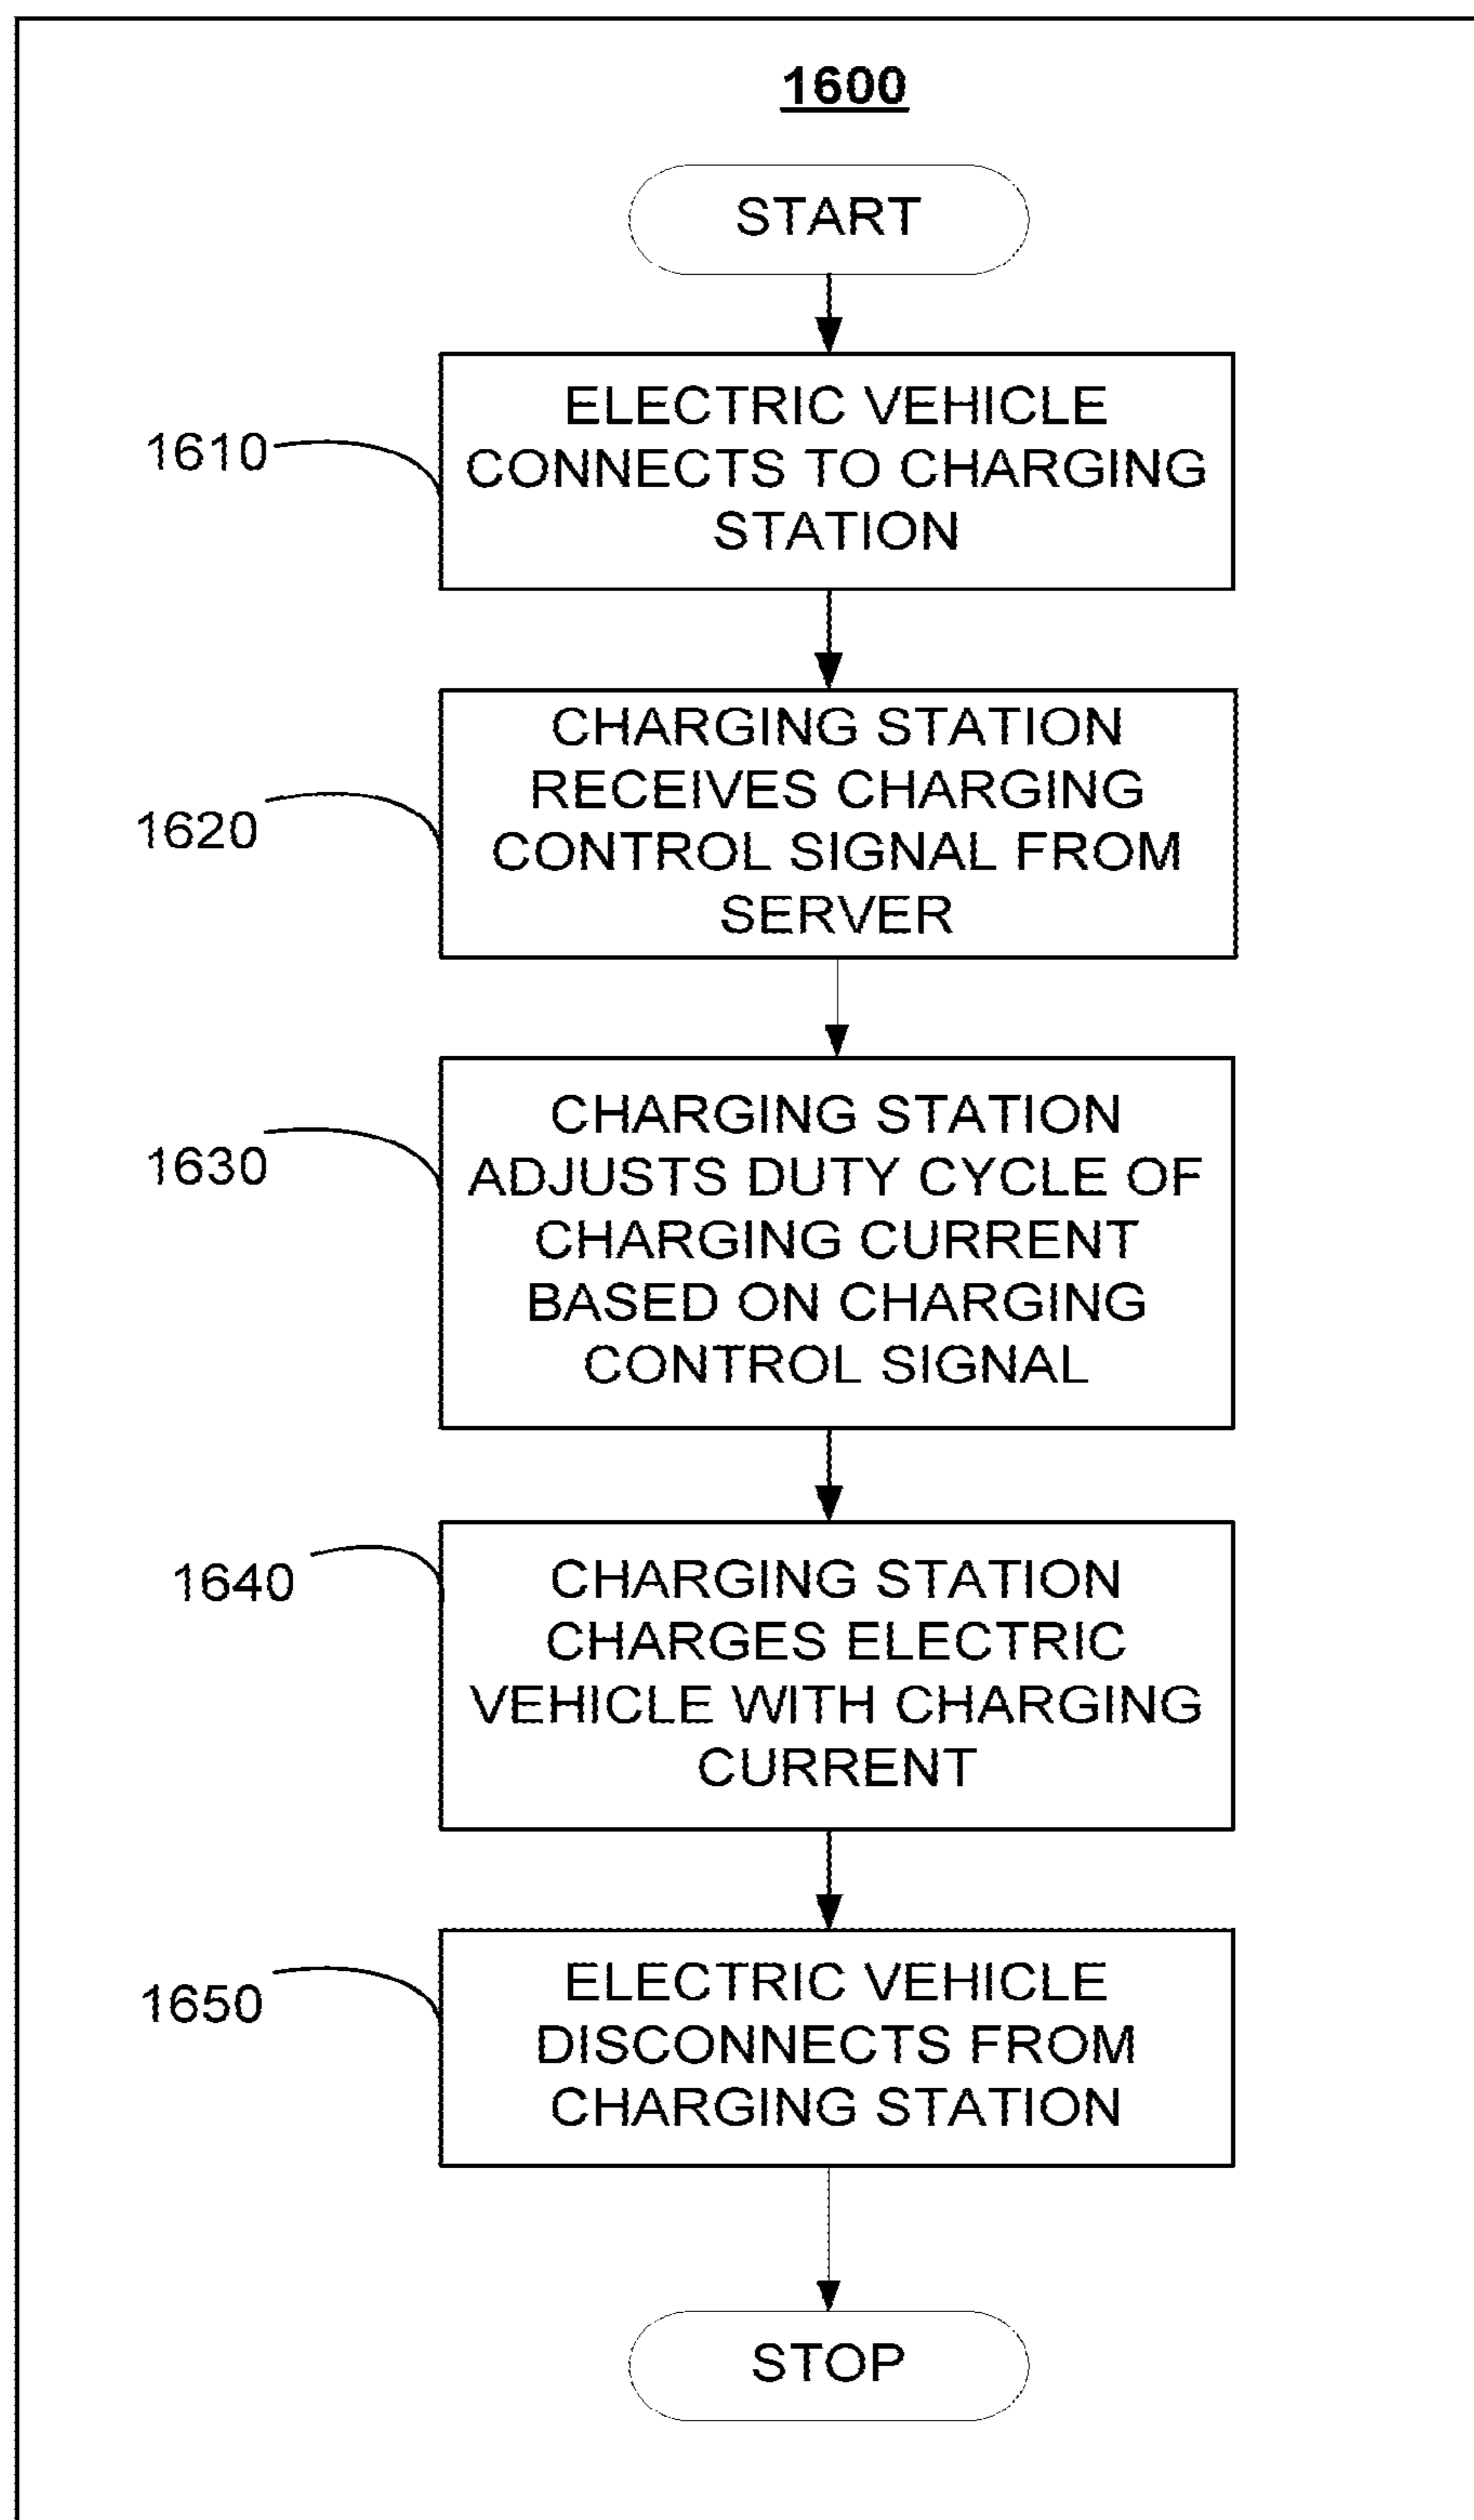 1600
START
1610
ELECTRIC VEHICLE
CONNECTS TO CHARGING
STATION
1620
CHARGING STATION
RECEIVES CHARGING
CONTROL SIGNAL FROM
SERVER
1630
CHARGING STATION
ADJUSTS DUTY CYCLE OF
CHARGING CURRENT
BASED ON CHARGING
CONTROL SIGNAL
1640
CHARGING STATION
CHARGES ELECTRIC
VEHICLE WITH CHARGING
CURRENT
1650
ELECTRIC VEHICLE
DISCONNECTS FROM
CHARGING STATION
STOP